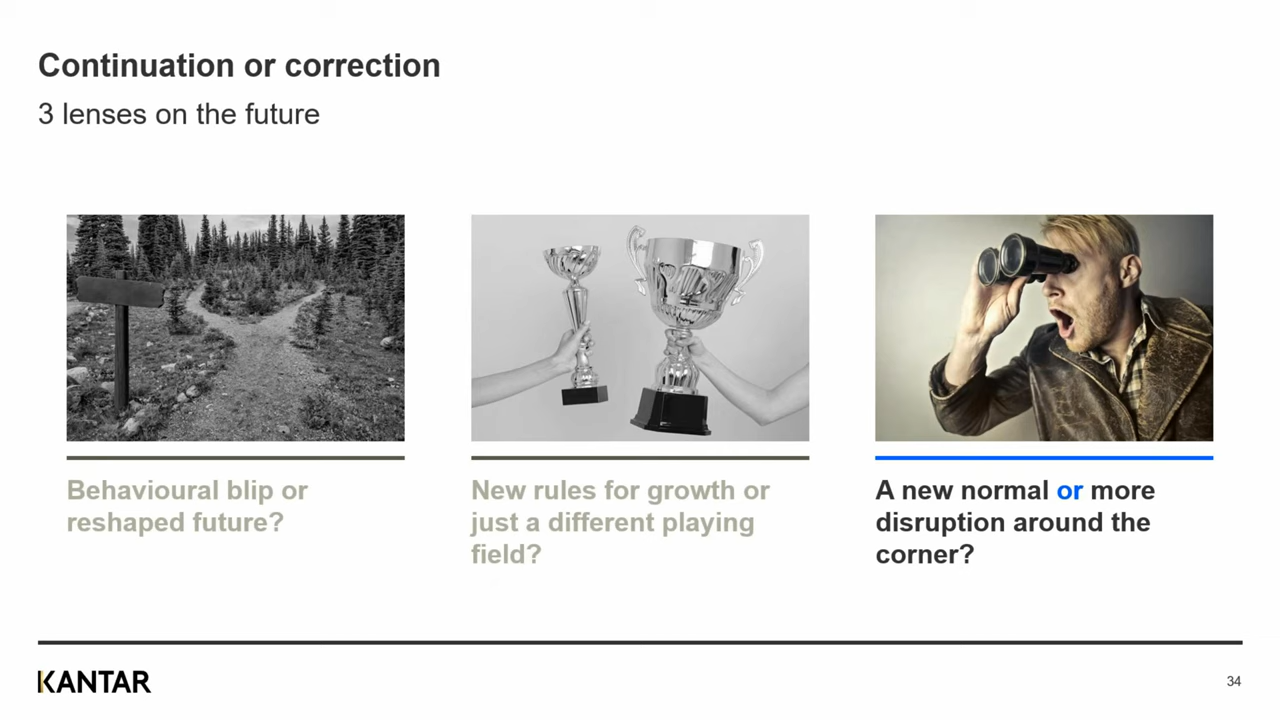 Continuation or correction
3 lenses on the future
Behavioural blip or
reshaped future?
New rules for growth or
just a different playing
field?
A new normal or more
disruption around the
corner?
KANTAR
34